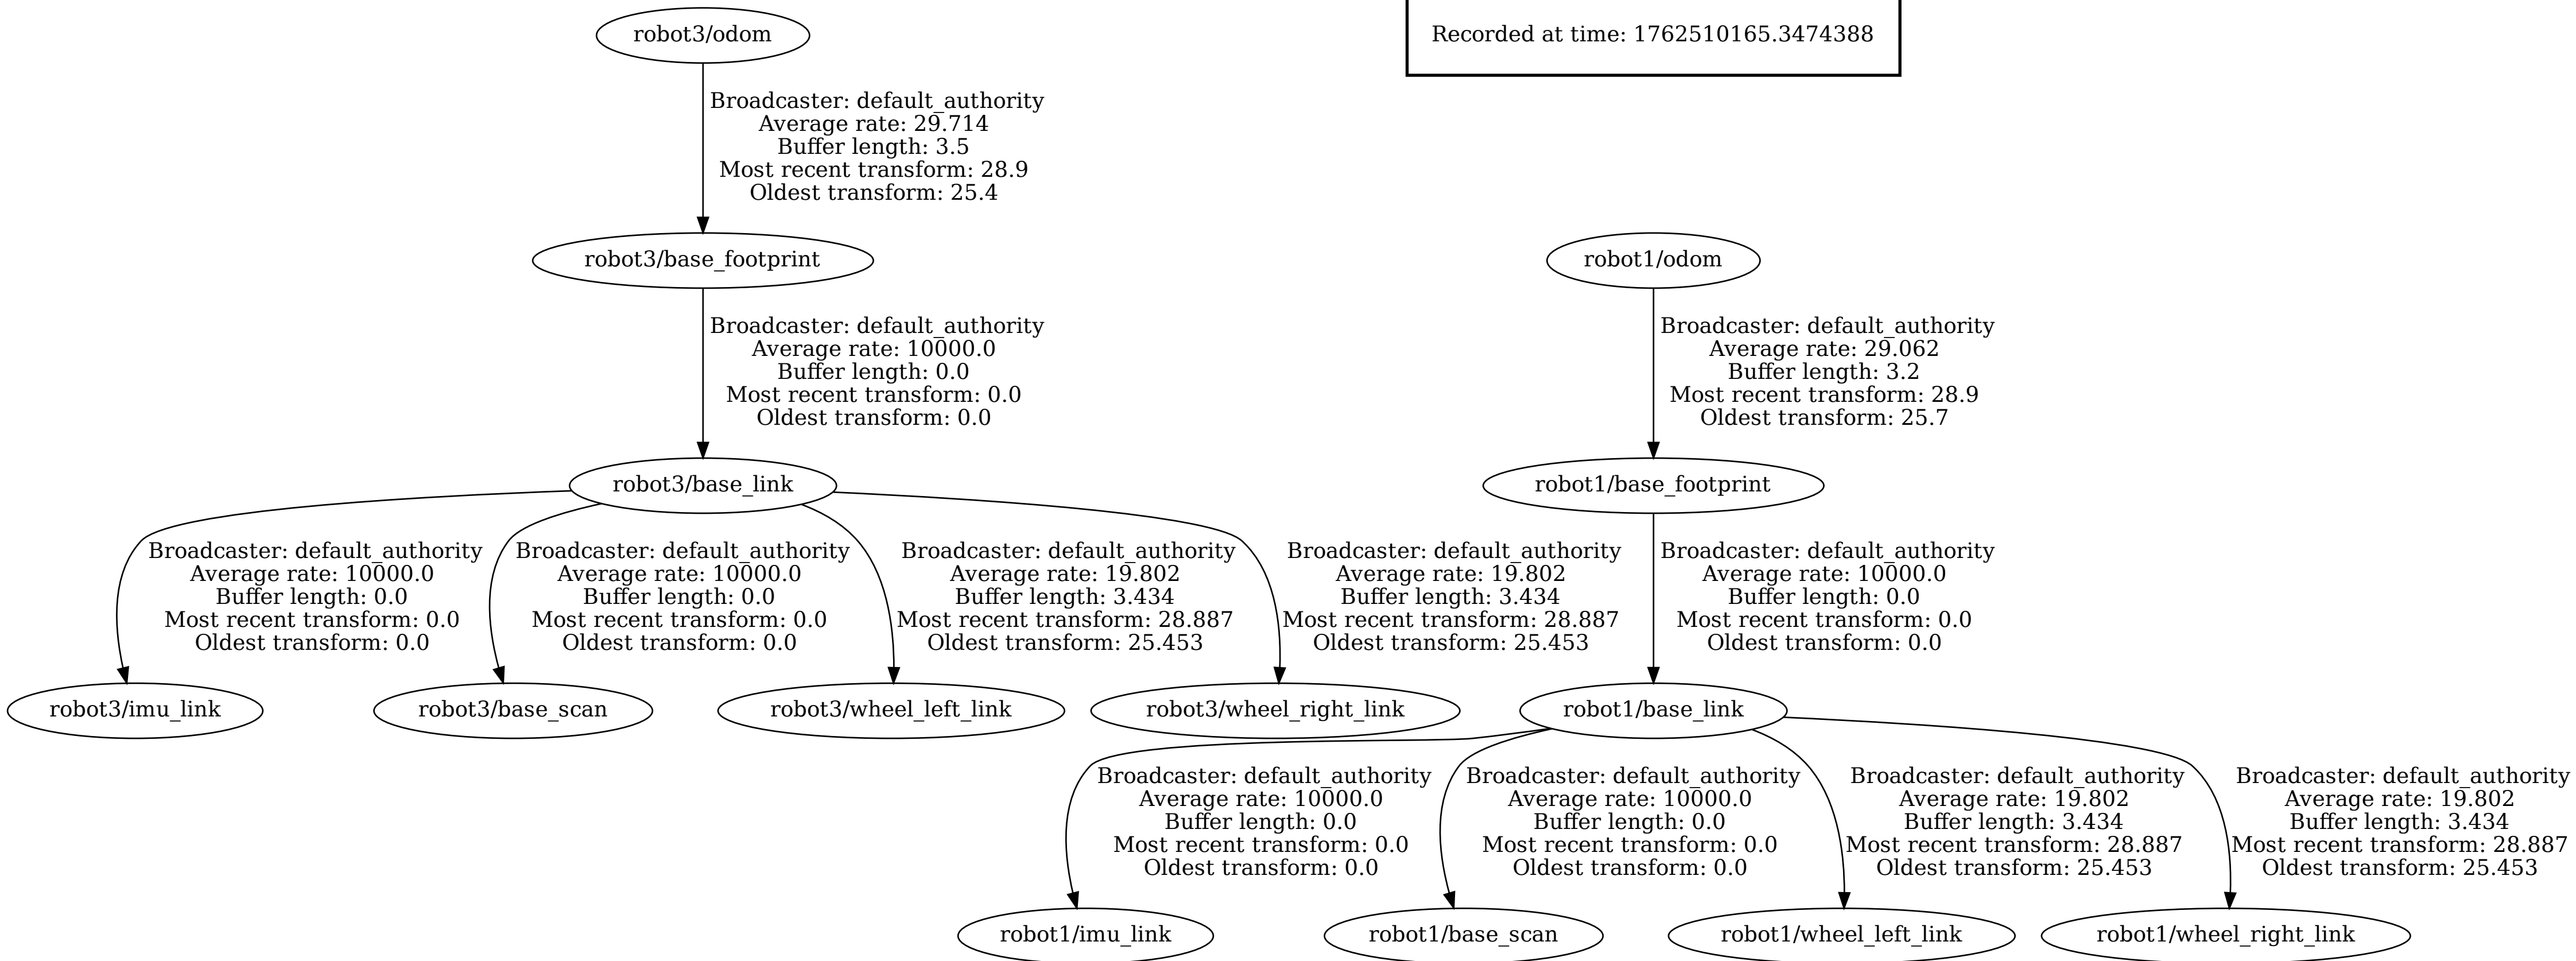 robot3/odom
Recorded at time: 1762510165.3474388
Broadcaster: default_authority
Average rate: 29.714
Buffer length: 3.5
Most recent transform: 28.9
Oldest transform: 25.4
robot3/base_footprint
robot1/odom
Broadcaster: default_authority
Average rate: 10000.0
Buffer length: 0.0
Most recent transform: 0.0
Oldest transform: 0.0
Broadcaster: default_authority
Average rate: 29.062
Buffer length: 3.2
Most recent transform: 28.9
Oldest transform: 25.7
robot3/base_link
robot1/base_footprint
Broadcaster: default_authority
Average rate: 10000.0
Buffer length: 0.0
Most recent transform: 0.0
Oldest transform: 0.0
Broadcaster: default_authority
Average rate: 10000.0
Buffer length: 0.0
Most recent transform: 0.0
Oldest transform: 0.0
Broadcaster: default_authority
Average rate: 19.802
Buffer length: 3.434
Most recent transform: 28.887
Oldest transform: 25.453
Broadcaster: default_authority
Average rate: 19.802
Buffer length: 3.434
Most recent transform: 28.887
Oldest transform: 25.453
Broadcaster: default_authority
Average rate: 10000.0
Buffer length: 0.0
Most recent transform: 0.0
Oldest transform: 0.0
robot3/imu_link
robot3/base_scan
robot3/wheel_left_link
robot3/wheel_right_link
robot1/base_link
Broadcaster: default_authority
Average rate: 10000.0
Buffer length: 0.0
Most recent transform: 0.0
Oldest transform: 0.0
Broadcaster: default_authority
Average rate: 10000.0
Buffer length: 0.0
Most recent transform: 0.0
Oldest transform: 0.0
Broadcaster: default_authority
Average rate: 19.802
Buffer length: 3.434
Most recent transform: 28.887
Oldest transform: 25.453
Broadcaster: default_authority
Average rate: 19.802
Buffer length: 3.434
Most recent transform: 28.887
Oldest transform: 25.453
robot1/imu_link
robot1/base_scan
robot1/wheel_left_link
robot1/wheel_right_link